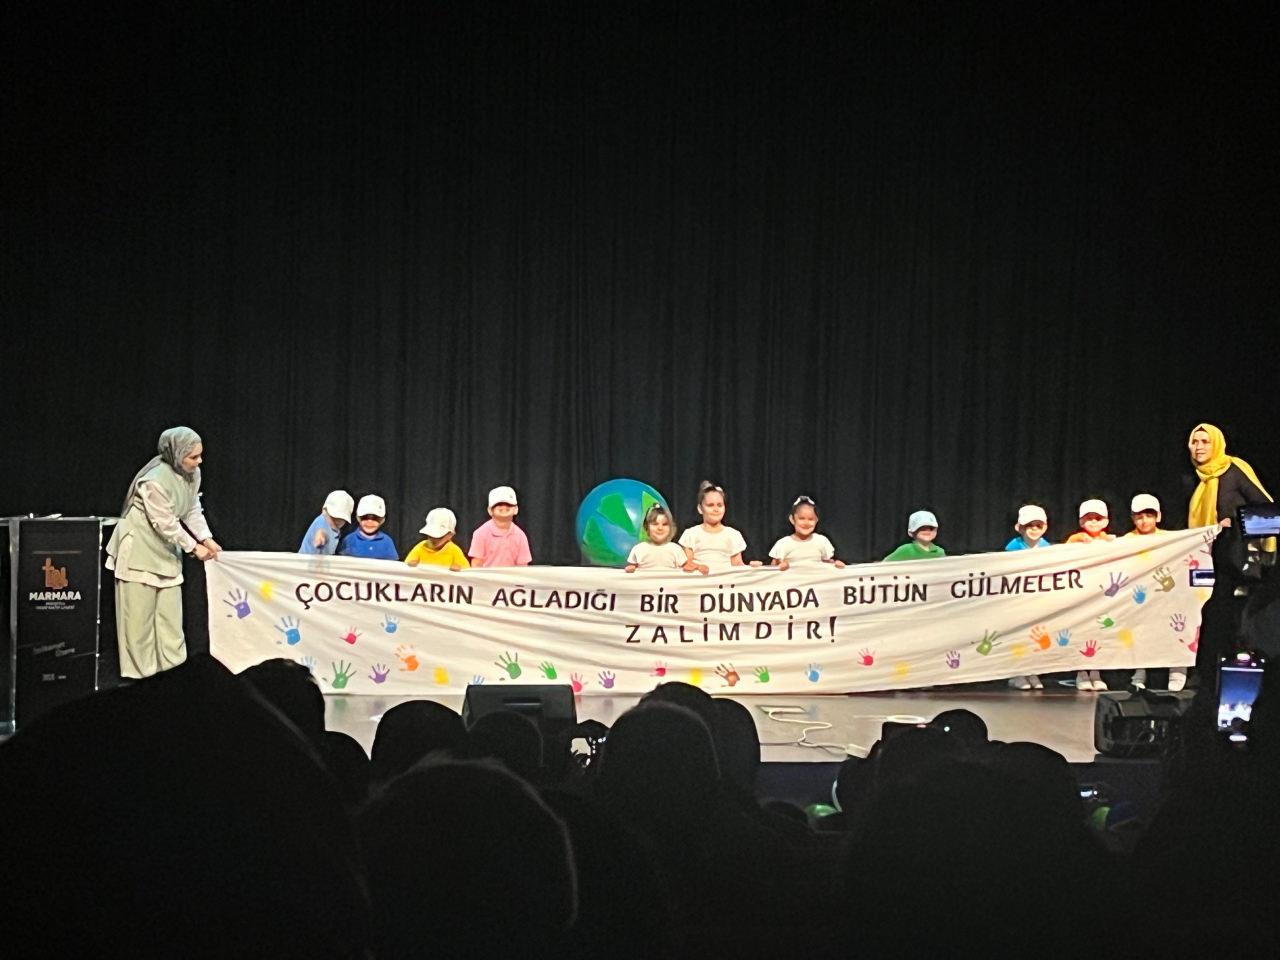 ÇOCUKLARIN AĞLADIĞI BİR DÜNYADA BÜTÜN GÜLMELER
ZALİMDİR!
MARMARA